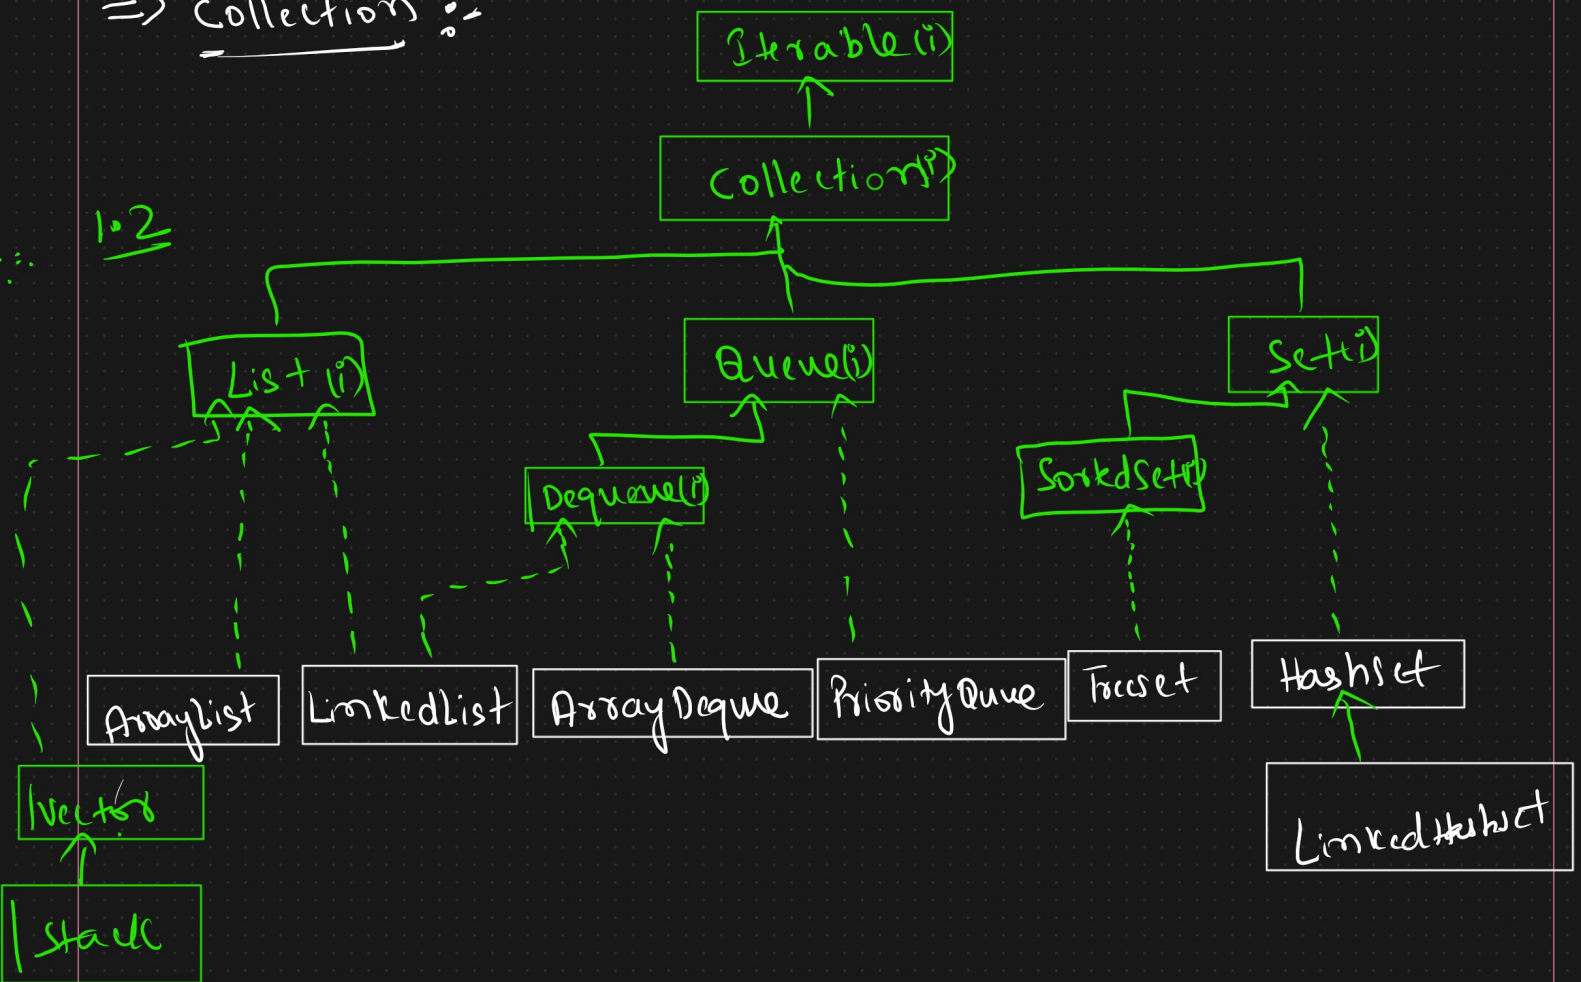 => Collection :-
Iterable(i)
Collection(i)
1.2
List (i)
Queue(i)
Set(i)
Dequeue(i)
SortedSet(i)
ArrayList
LinkedList
ArrayDeque
PriorityQueue
Treeset
Hashset
Vector
LinkedHashset
Stack